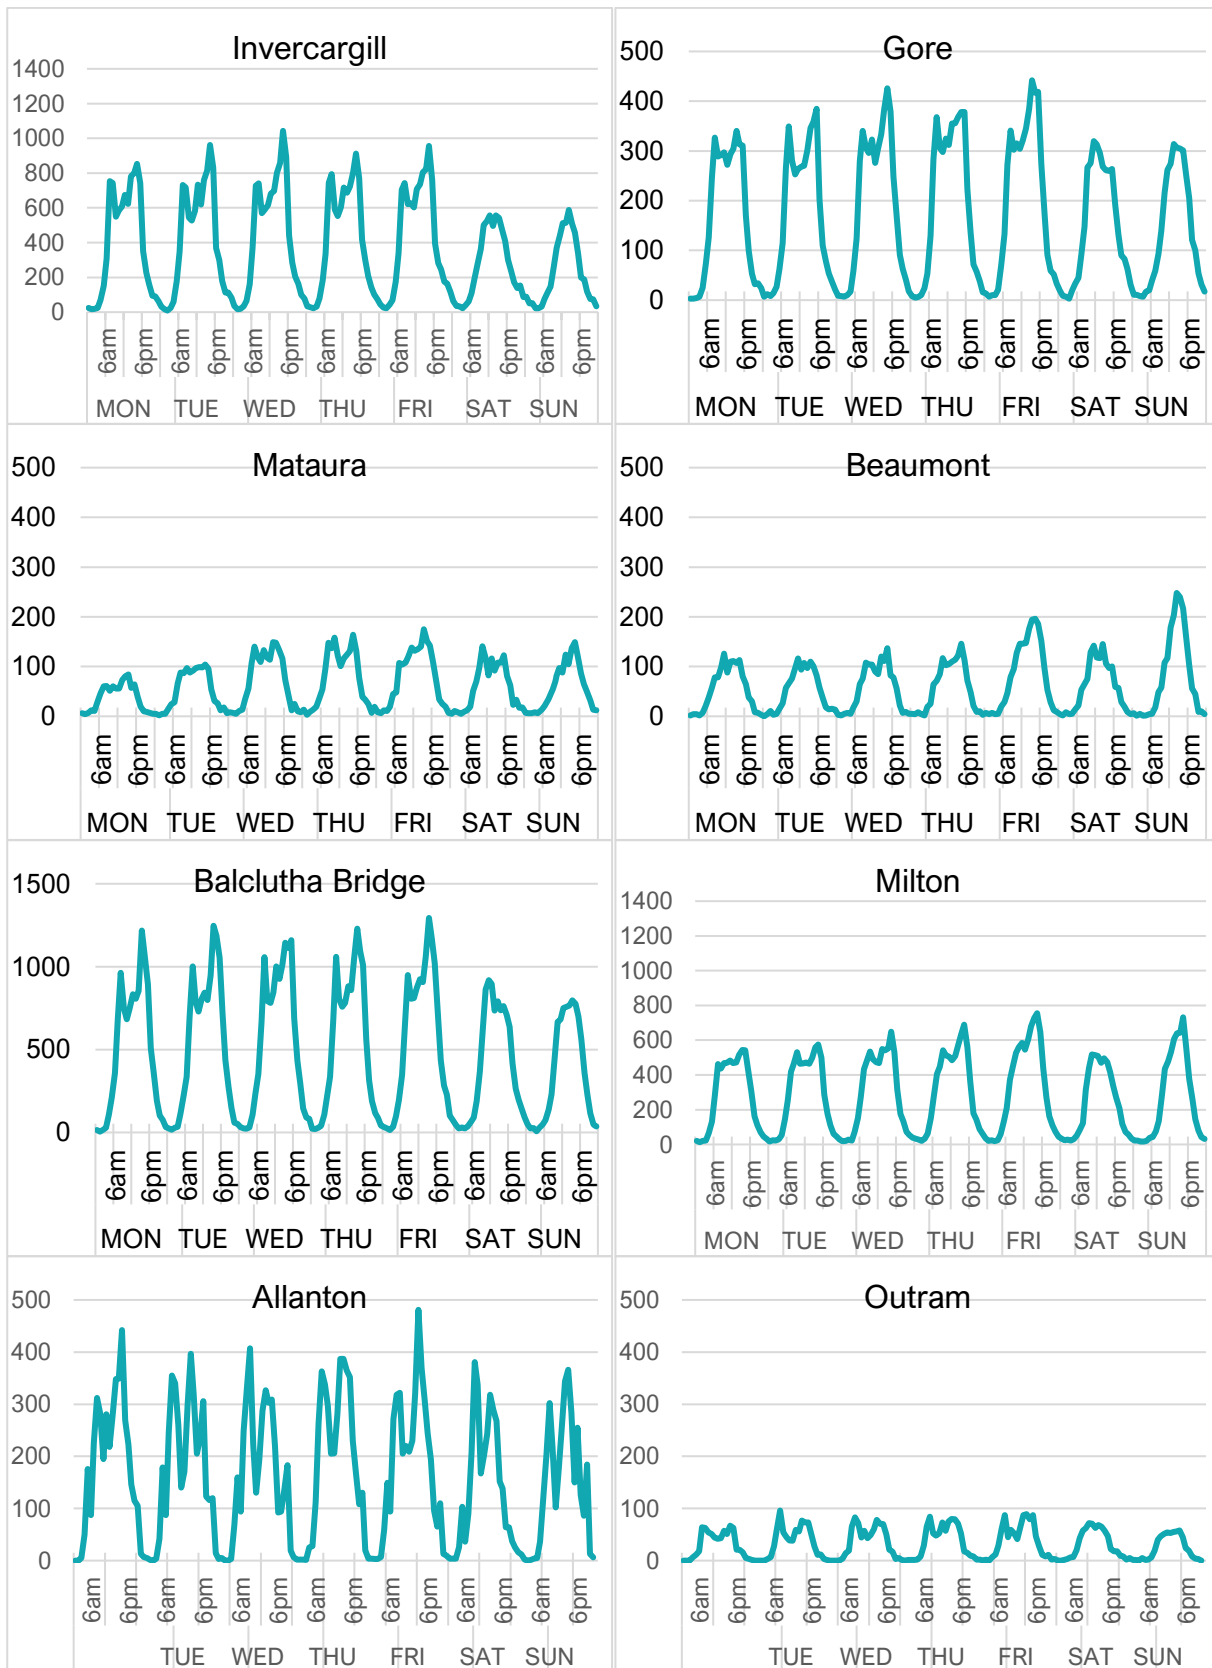 Invercargill
1400
1200
1000
800
600
400
200
0
6am 6pm 6am 6pm 6am 6pm 6am 6pm 6am 6pm 6am 6pm 6am 6pm
MON TUE WED THU FRI SAT SUN
Gore
500
400
300
200
100
0
6am 6pm 6am 6pm 6am 6pm 6am 6pm 6am 6pm 6am 6pm 6am 6pm
MON TUE WED THU FRI SAT SUN
Mataura
500
400
300
200
100
0
6am 6pm 6am 6pm 6am 6pm 6am 6pm 6am 6pm 6am 6pm 6am 6pm
MON TUE WED THU FRI SAT SUN
Beaumont
500
400
300
200
100
0
6am 6pm 6am 6pm 6am 6pm 6am 6pm 6am 6pm 6am 6pm 6am 6pm
MON TUE WED THU FRI SAT SUN
Balclutha Bridge
1500
1000
500
0
6am 6pm 6am 6pm 6am 6pm 6am 6pm 6am 6pm 6am 6pm 6am 6pm
MON TUE WED THU FRI SAT SUN
Milton
1400
1200
1000
800
600
400
200
0
6am 6pm 6am 6pm 6am 6pm 6am 6pm 6am 6pm 6am 6pm 6am 6pm
MON TUE WED THU FRI SAT SUN
Allanton
500
400
300
200
100
0
6am 6pm 6am 6pm 6am 6pm 6am 6pm 6am 6pm 6am 6pm 6am 6pm
TUE WED THU FRI SAT SUN
Outram
500
400
300
200
100
0
6am 6pm 6am 6pm 6am 6pm 6am 6pm 6am 6pm 6am 6pm 6am 6pm
TUE WED THU FRI SAT SUN